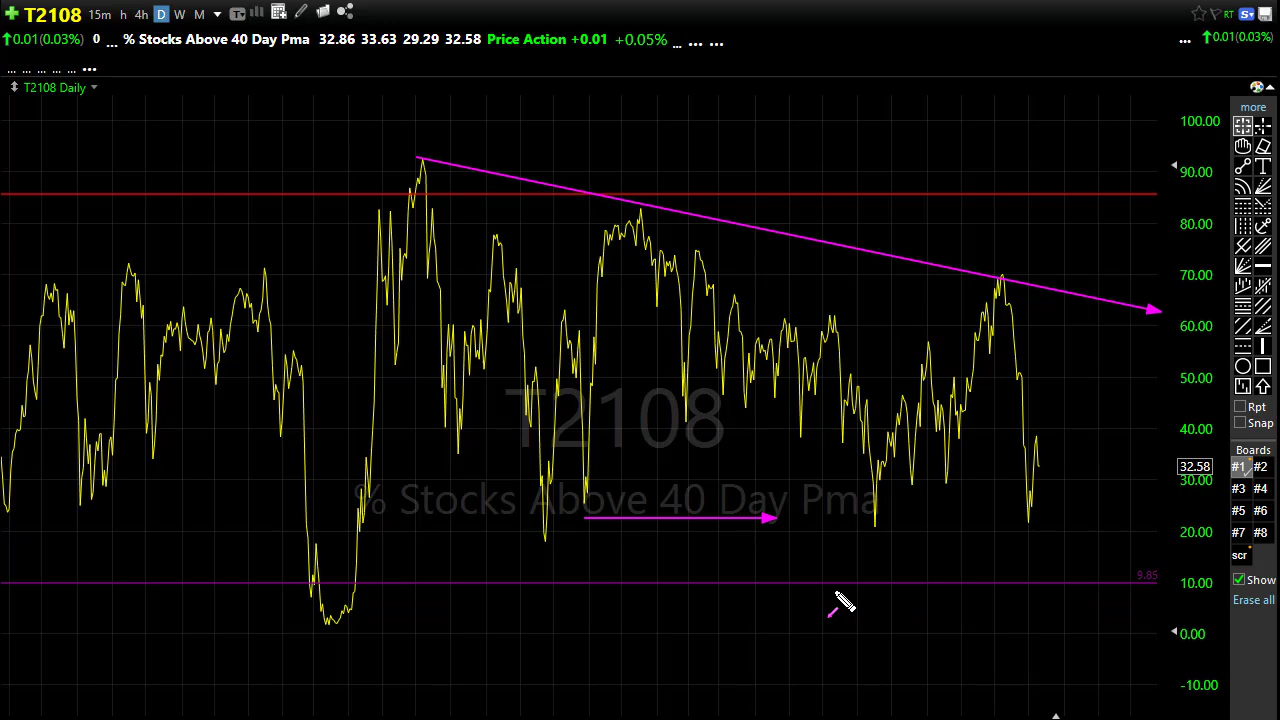 T2108 15m h 4h D W M T RT S
0.01(0.03%) 0 ... % Stocks Above 40 Day Pma 32.86 33.63 29.29 32.58 Price Action +0.01 +0.05% ... ... ... ... 0.01(0.03%)
... ... ... ... ... ...
T2108 Daily
more
100.00
90.00
80.00
70.00
60.00
50.00
40.00
32.58
30.00
20.00
9.85
10.00
0.00
-10.00
T2108
% Stocks Above 40 Day Pma
T
Rpt
Snap
Boards
#1 #2
#3 #4
#5 #6
#7 #8
scr
Show
Erase all